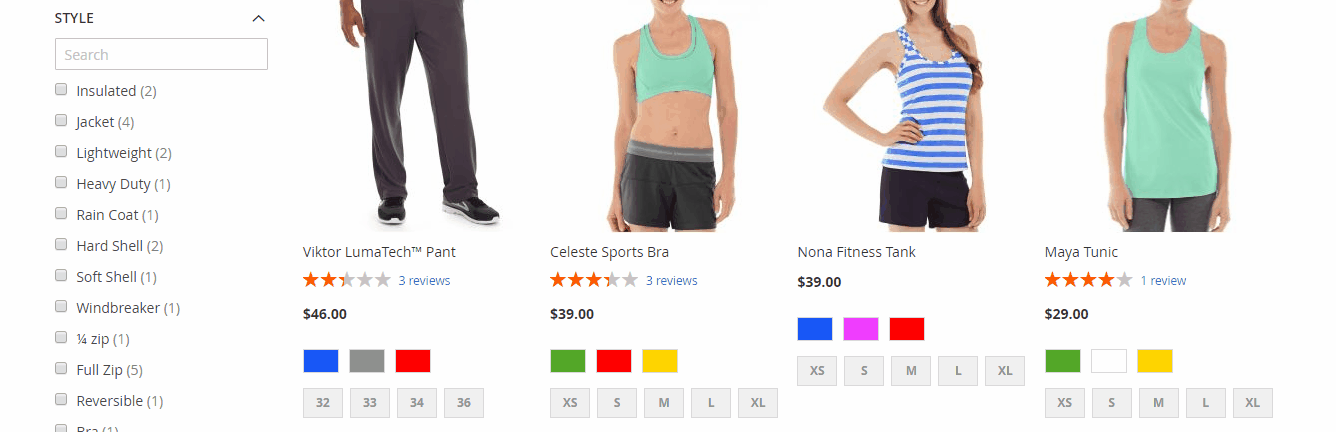 STYLE
Search
Insulated (2)
Jacket (4)
Lightweight (2)
Heavy Duty (1)
Rain Coat (1)
Hard Shell (2)
Soft Shell (1)
Windbreaker (1)
¼ zip (1)
Full Zip (5)
Reversible (1)
Bra (1)
Viktor LumaTech™ Pant
3 reviews
$46.00
32 33 34 36
Celeste Sports Bra
3 reviews
$39.00
XS S M L XL
Nona Fitness Tank
$39.00
XS S M L XL
Maya Tunic
1 review
$29.00
XS S M L XL